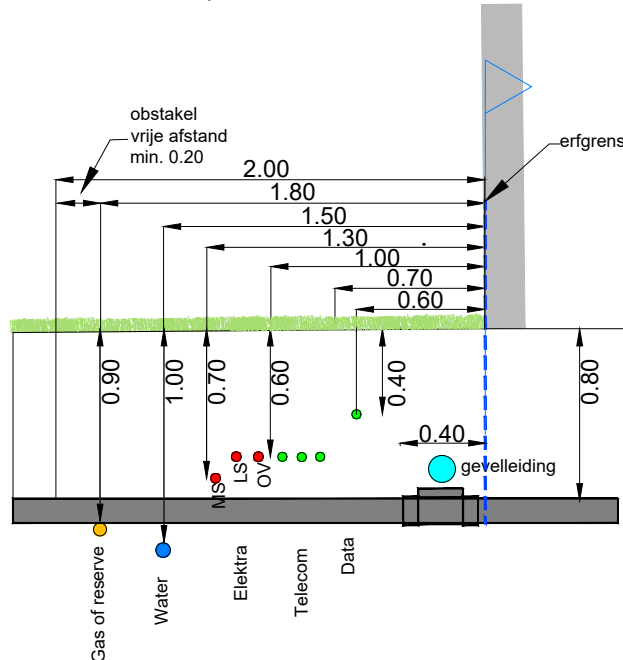 obstakel
vrije afstand
min. 0.20
erfgrens
2.00
1.80
1.50
1.30
1.00
0.70
0.60
0.90
1.00
0.70
0.60
0.40
0.80
0.40
gevelleiding
MS
LS
OV
Gas of reserve
Water
Elektra
Telecom
Data